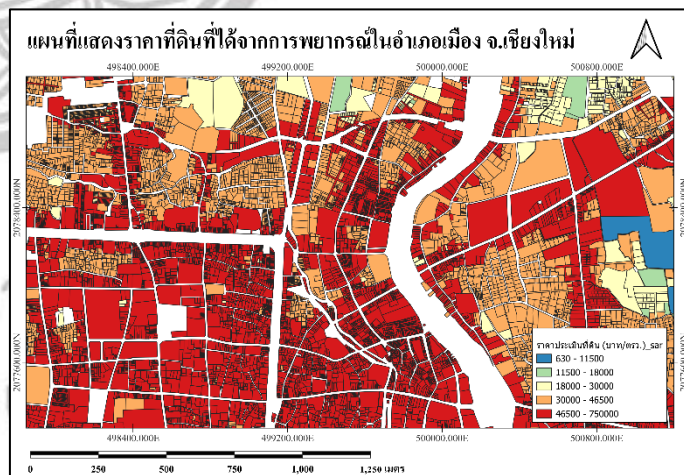 แผนที่แสดงราคาที่ดินที่ได้จากการพยากรณ์ในอำเภอเมือง จ.เชียงใหม่
498400.000E 499200.000E 500000.000E 500800.000E
2078400.000N 2078400.000N
2077600.000N 2077600.000N
ราคาประเมินที่ดิน (บาท/ตรว.)_sar
630 - 11500
11500 - 18000
18000 - 30000
30000 - 46500
46500 - 750000
498400.000E 499200.000E 500000.000E 500800.000E
0 250 500 750 1,000 1,250 เมตร